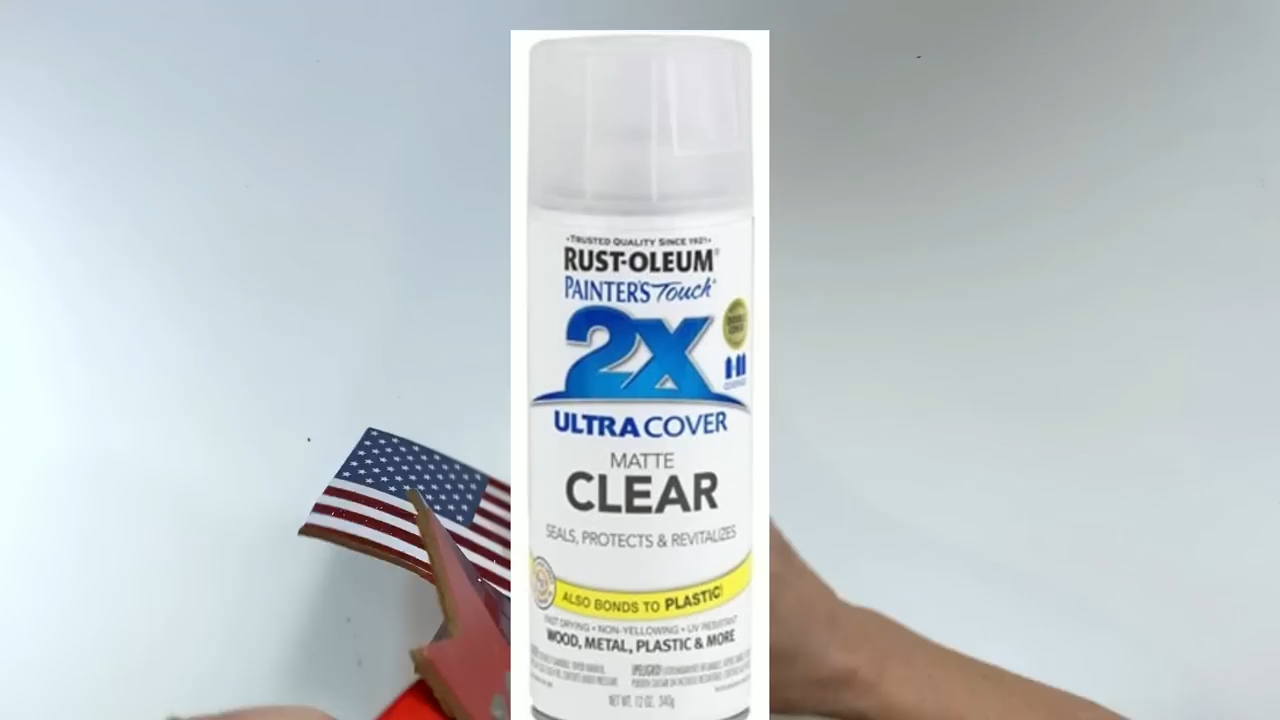 •TRUSTED QUALITY SINCE 1921•
RUST-OLEUM®
PAINTER'S Touch®
2X
ULTRA COVER
MATTE
CLEAR
SEALS, PROTECTS & REVITALIZES
ALSO BONDS TO PLASTIC!
FAST DRYING • NON-YELLOWING • UV RESISTANT
WOOD, METAL, PLASTIC & MORE
NET WT. 12 OZ. 340g